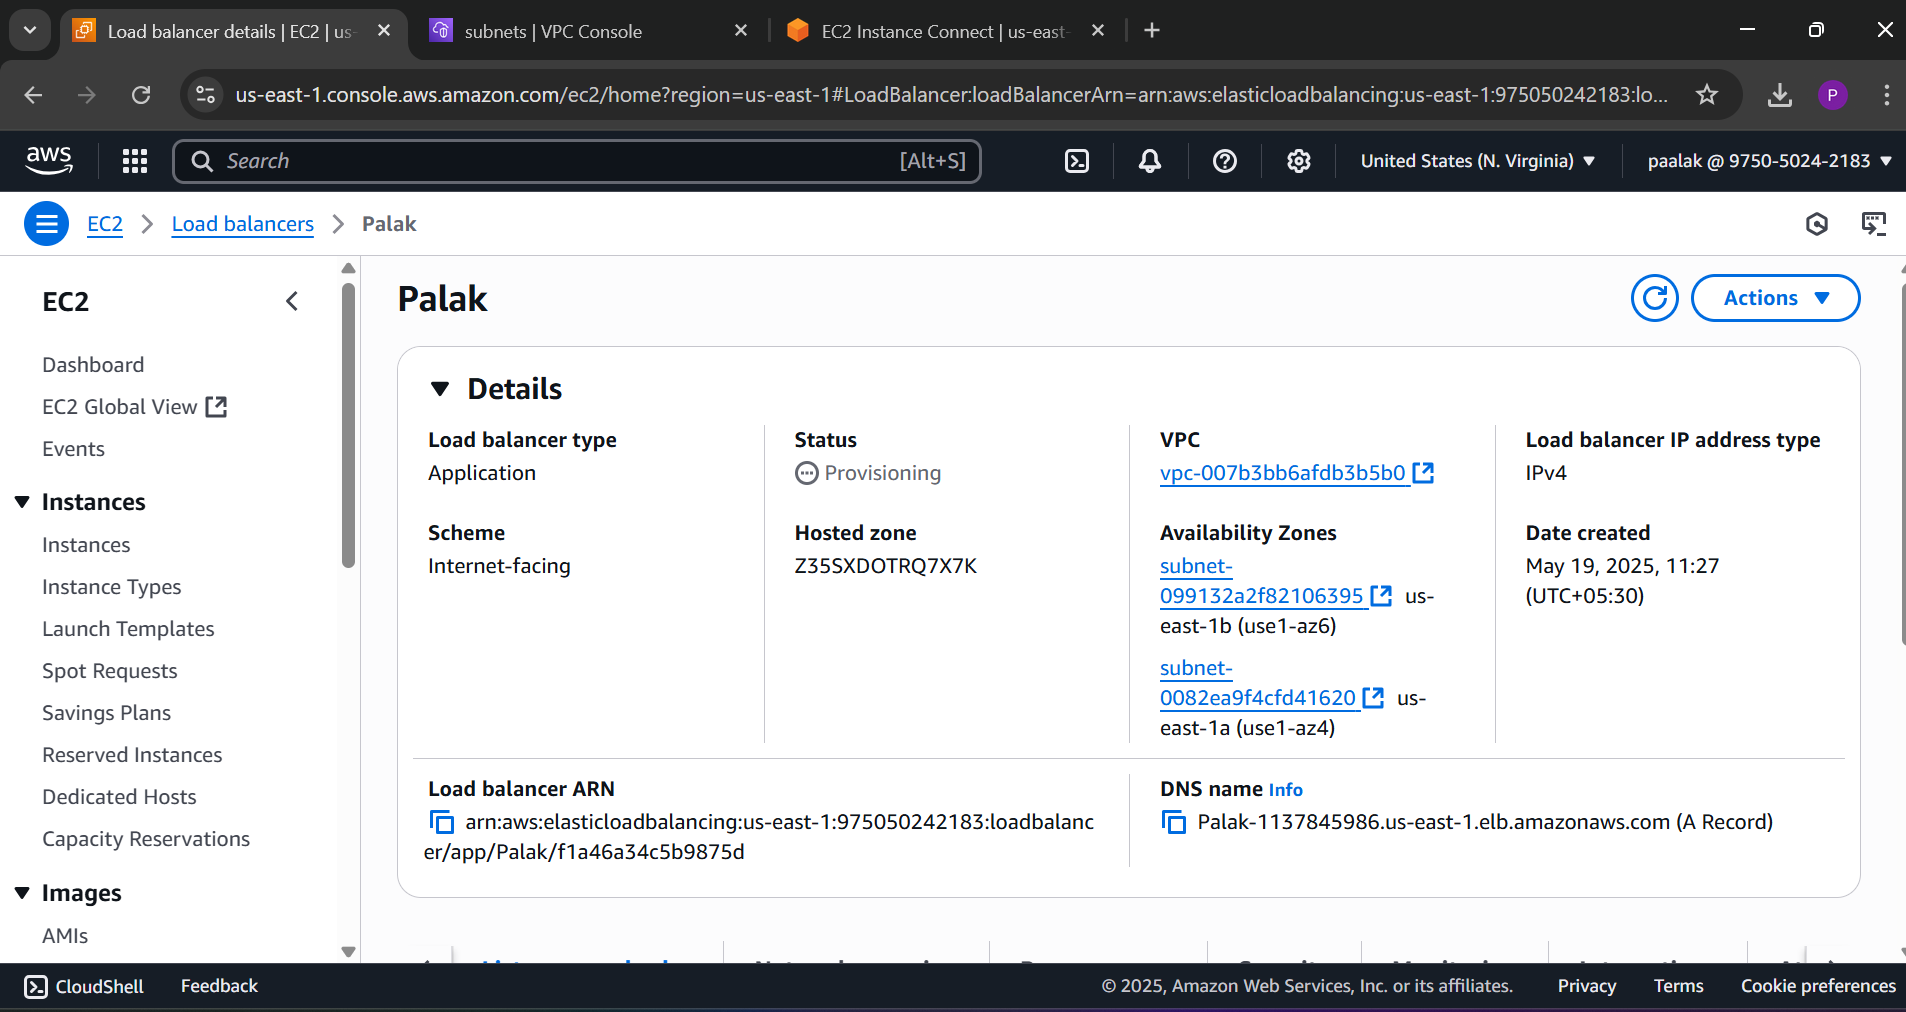 Load balancer details | EC2 | us-
subnets | VPC Console
EC2 Instance Connect | us-east-
us-east-1.console.aws.amazon.com/ec2/home?region=us-east-1#LoadBalancer:loadBalancerArn=arn:aws:elasticloadbalancing:us-east-1:975050242183:lo...
P
aws
Search
[Alt+S]
United States (N. Virginia)
paalak @ 9750-5024-2183
EC2
Load balancers
Palak
EC2
Dashboard
EC2 Global View
Events
Instances
Instances
Instance Types
Launch Templates
Spot Requests
Savings Plans
Reserved Instances
Dedicated Hosts
Capacity Reservations
Images
AMIs
Palak
Actions
Details
Load balancer type
Application
Status
Provisioning
VPC
vpc-007b3bb6afdb3b5b0
Load balancer IP address type
IPv4
Scheme
Internet-facing
Hosted zone
Z35SXDOTRQ7X7K
Availability Zones
subnet-
099132a2f82106395 us-
east-1b (use1-az6)
subnet-
0082ea9f4cfd41620 us-
east-1a (use1-az4)
Date created
May 19, 2025, 11:27
(UTC+05:30)
Load balancer ARN
arn:aws:elasticloadbalancing:us-east-1:975050242183:loadbalanc
er/app/Palak/f1a46a34c5b9875d
DNS name Info
Palak-1137845986.us-east-1.elb.amazonaws.com (A Record)
CloudShell
Feedback
© 2025, Amazon Web Services, Inc. or its affiliates.
Privacy
Terms
Cookie preferences